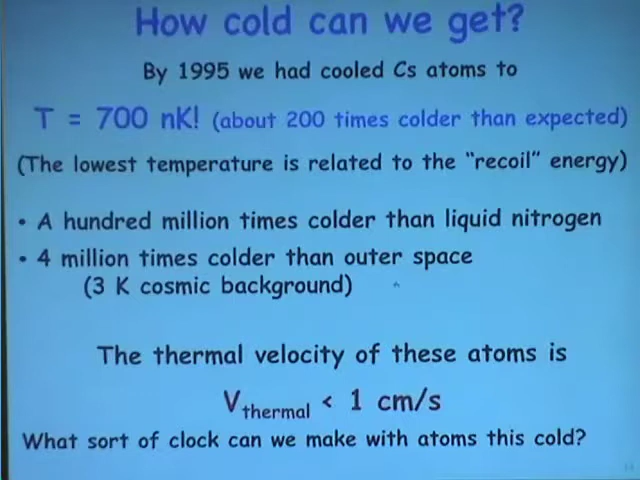 How cold can we get?
By 1995 we had cooled Cs atoms to
T = 700 nK! (about 200 times colder than expected)
(The lowest temperature is related to the "recoil" energy)
• A hundred million times colder than liquid nitrogen
• 4 million times colder than outer space
(3 K cosmic background)
The thermal velocity of these atoms is
Vthermal < 1 cm/s
What sort of clock can we make with atoms this cold?